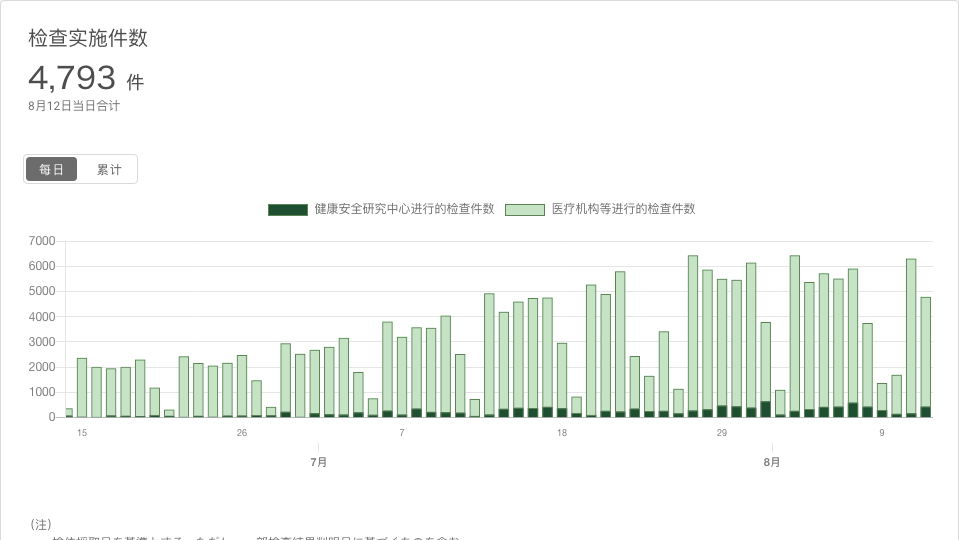 检查实施件数
4,793 件
8月12日当日合计
每日 累计
健康安全研究中心进行的检查件数 医疗机构等进行的检查件数
7000
6000
5000
4000
3000
2000
1000
0
15 26 7 18 29 9
7月 8月
（注）